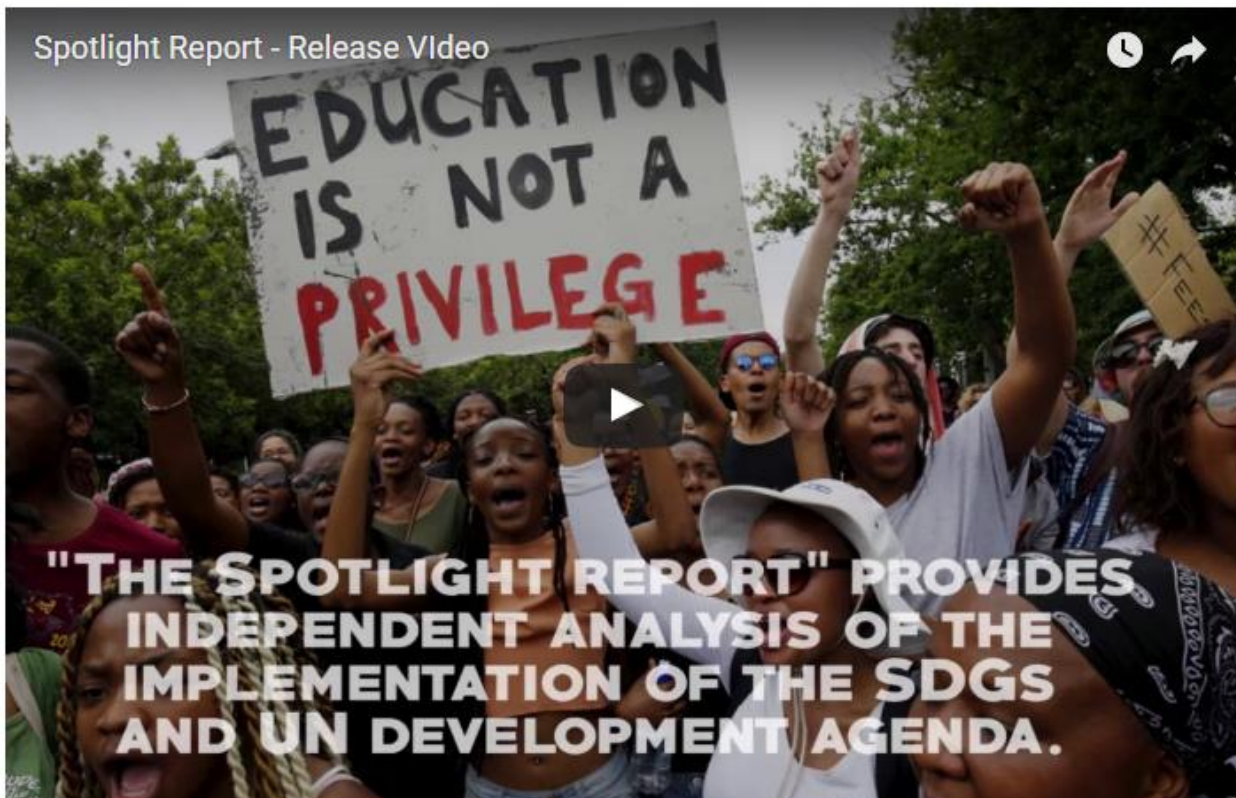 Spotlight Report - Release VIdeo
EDUCATION
IS NOT A
PRIVILEGE
"THE SPOTLIGHT REPORT" PROVIDES
INDEPENDENT ANALYSIS OF THE
IMPLEMENTATION OF THE SDGS
AND UN DEVELOPMENT AGENDA.